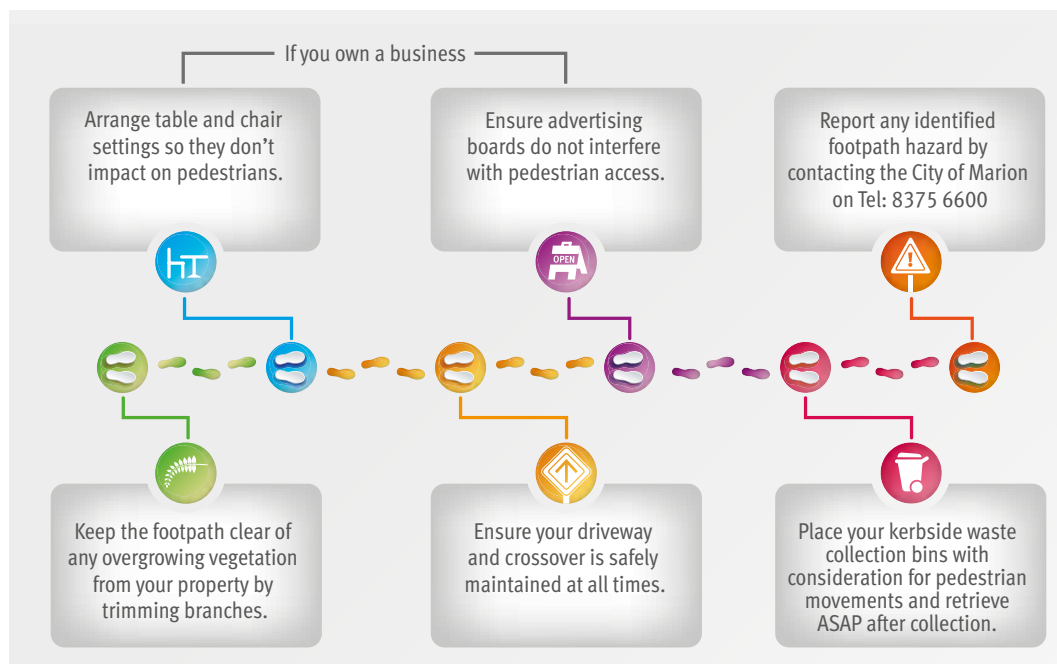 If you own a business
Arrange table and chair
settings so they don’t
impact on pedestrians.
Ensure advertising
boards do not interfere
with pedestrian access.
Report any identified
footpath hazard by
contacting the City of Marion
on Tel: 8375 6600
OPEN
Keep the footpath clear of
any overgrowing vegetation
from your property by
trimming branches.
Ensure your driveway
and crossover is safely
maintained at all times.
Place your kerbside waste
collection bins with
consideration for pedestrian
movements and retrieve
ASAP after collection.